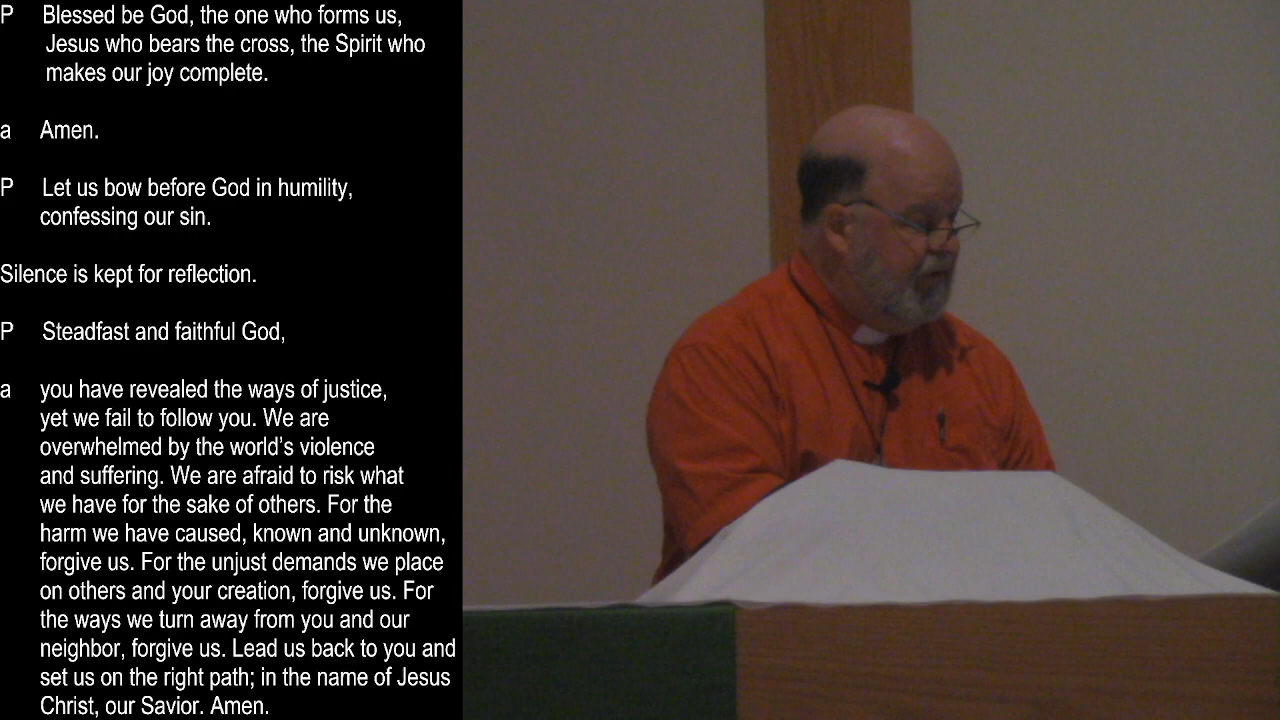 P Blessed be God, the one who forms us,
Jesus who bears the cross, the Spirit who
makes our joy complete.
a Amen.
P Let us bow before God in humility,
confessing our sin.
Silence is kept for reflection.
P Steadfast and faithful God,
a you have revealed the ways of justice,
yet we fail to follow you. We are
overwhelmed by the world’s violence
and suffering. We are afraid to risk what
we have for the sake of others. For the
harm we have caused, known and unknown,
forgive us. For the unjust demands we place
on others and your creation, forgive us. For
the ways we turn away from you and our
neighbor, forgive us. Lead us back to you and
set us on the right path; in the name of Jesus
Christ, our Savior. Amen.